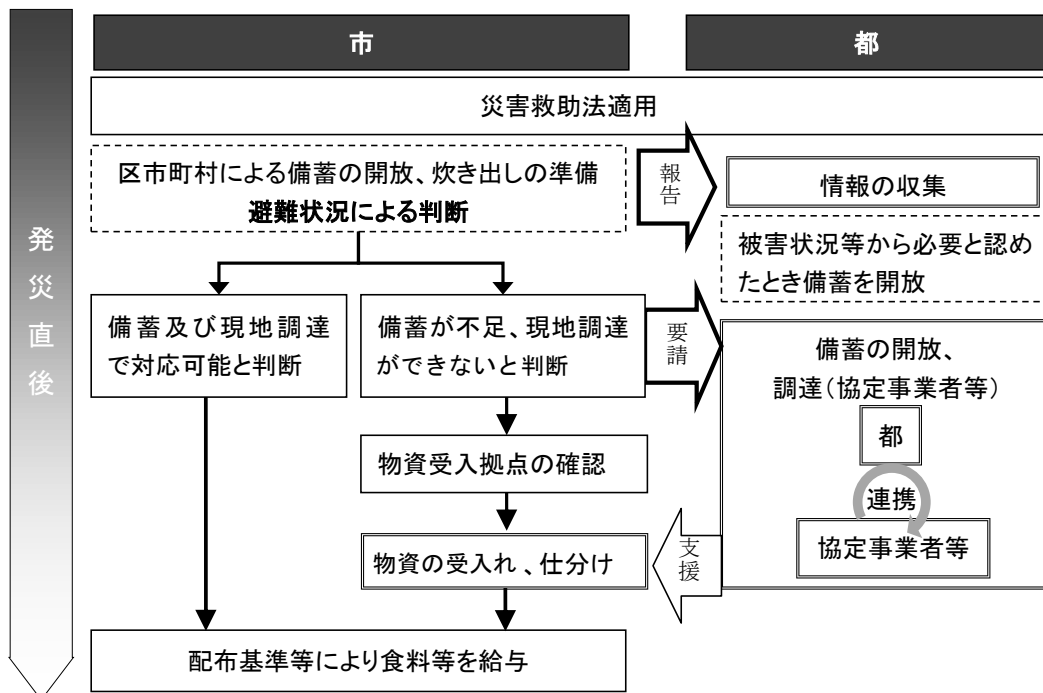 市
都
発災直後
災害救助法適用
区市町村による備蓄の開放、炊き出しの準備
避難状況による判断
報告
情報の収集
被害状況等から必要と認め
たとき備蓄を開放
備蓄及び現地調達
で対応可能と判断
備蓄が不足、現地調達
ができないと判断
要請
備蓄の開放、
調達(協定事業者等)
都
連携
協定事業者等
物資受入拠点の確認
物資の受入れ、仕分け
支援
配布基準等により食料等を給与